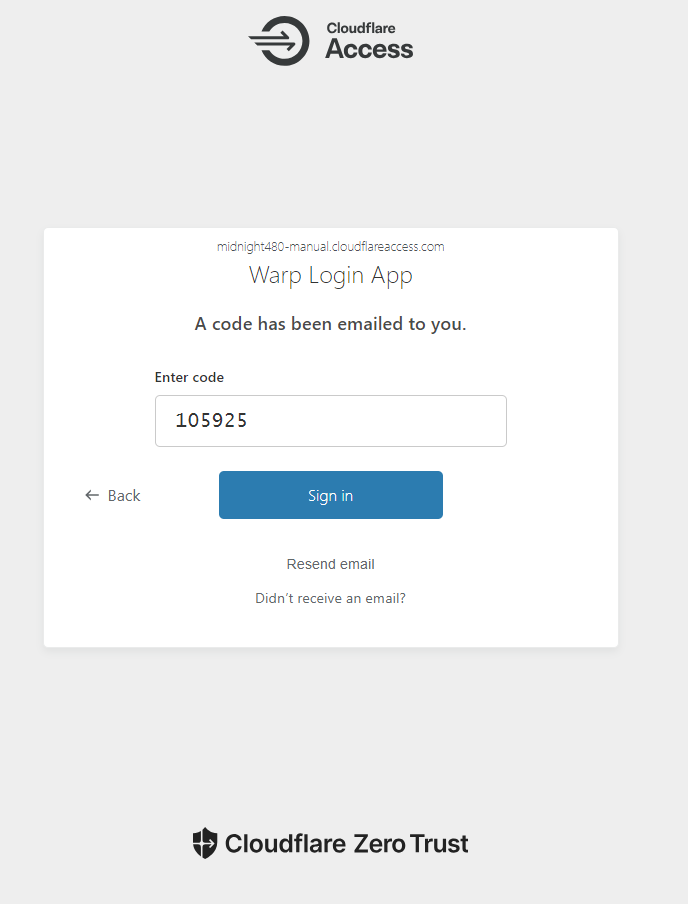 Cloudflare
Access
midnight480-manual.cloudflareaccess.com
Warp Login App
A code has been emailed to you.
Enter code
105925
← Back
Sign in
Resend email
Didn’t receive an email?
Cloudflare Zero Trust